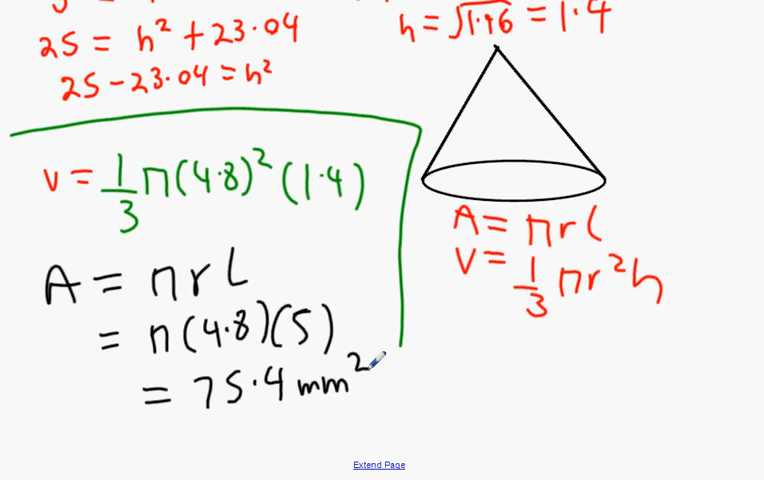 25 = h² + 23·04
25 - 23·04 = h²
h = √1·96 = 1·4
v = 1/3 π(4·8)² (1·4)
A = πrl
= π(4·8)(5)
= 75·4 mm²
A = πrl
V = 1/3 πr²h
Extend Page